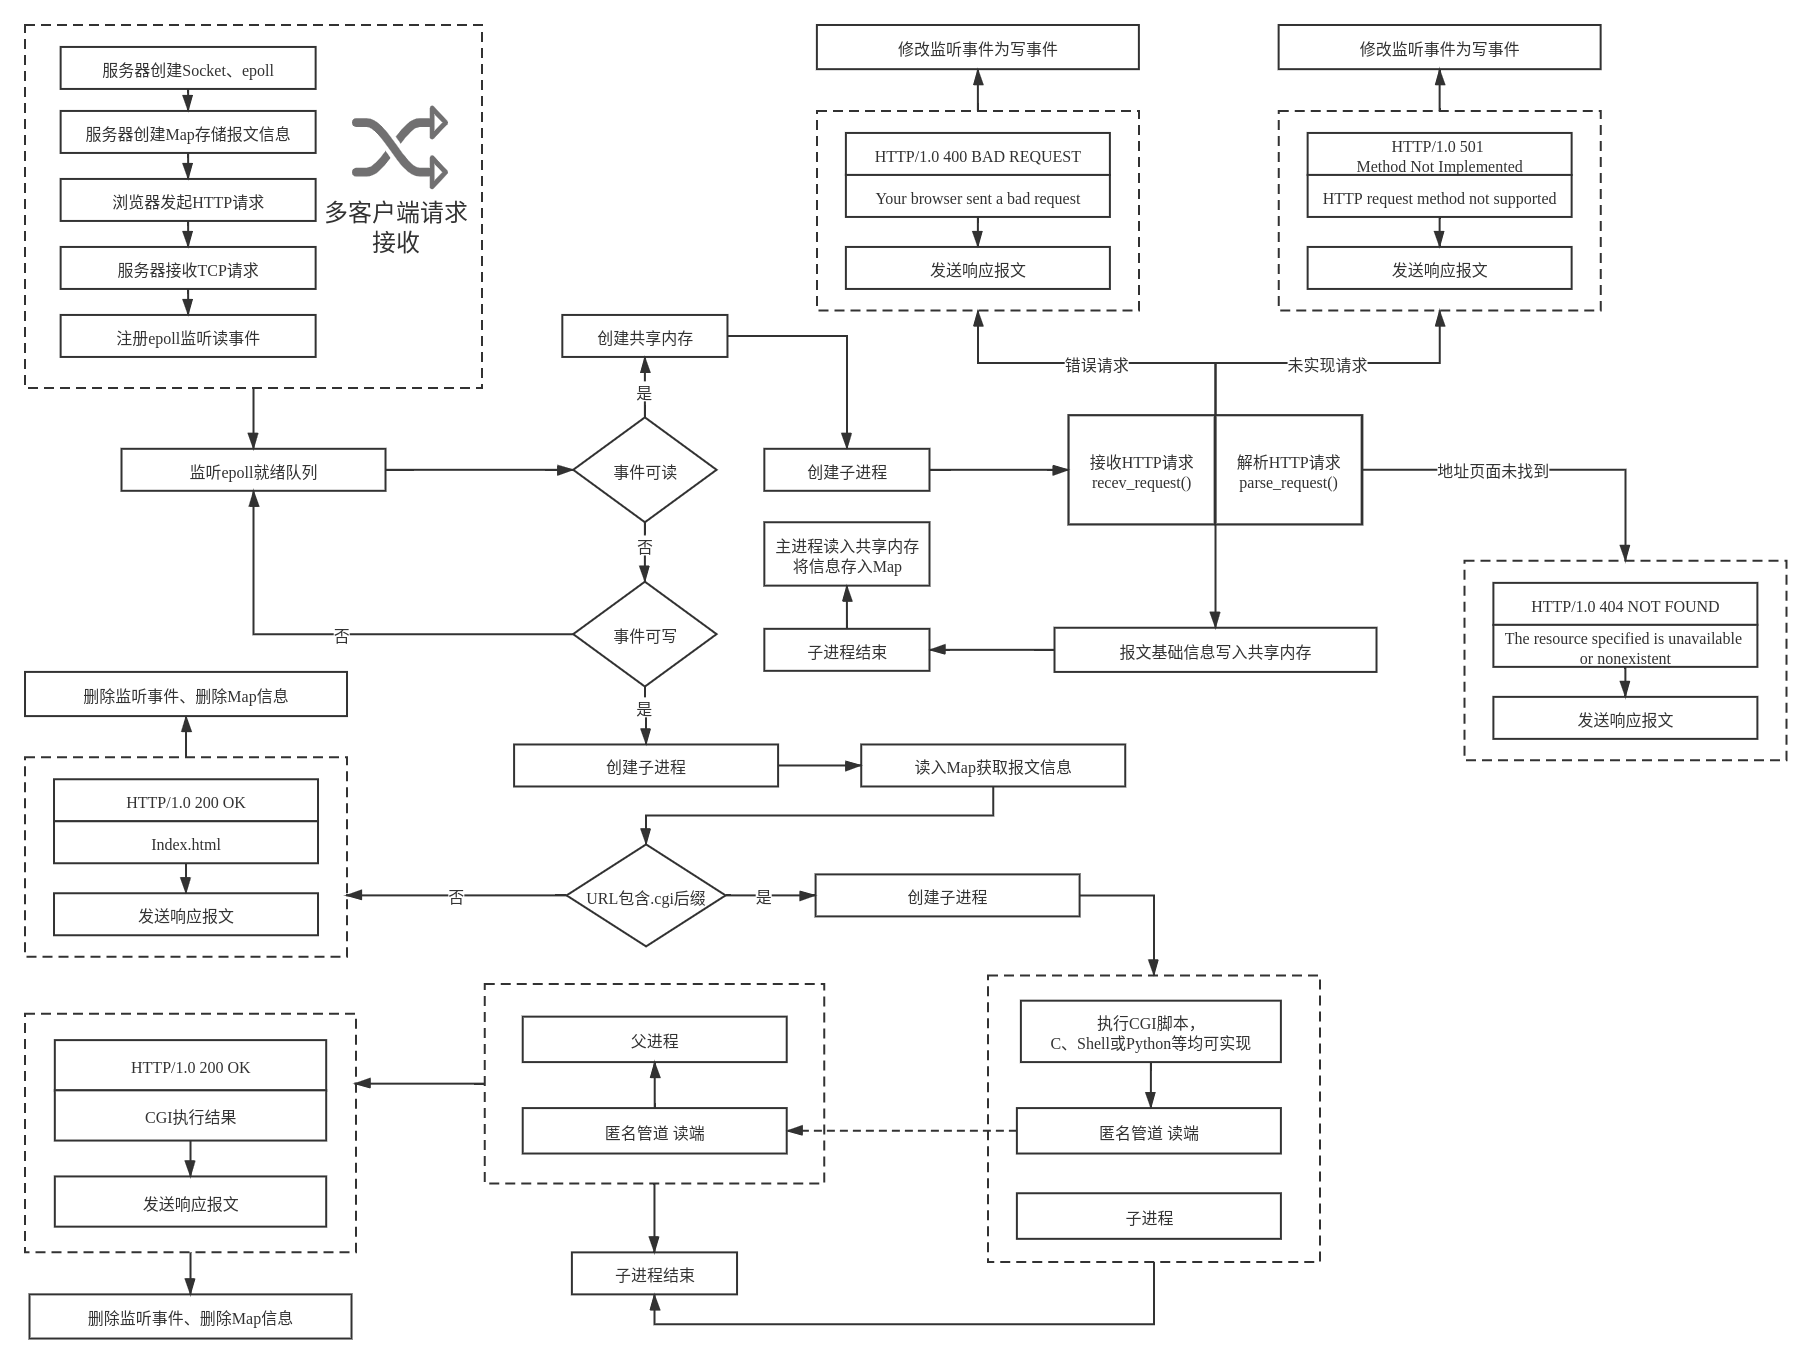 服务器创建Socket、epoll
服务器创建Map存储报文信息
浏览器发起HTTP请求
服务器接收TCP请求
注册epoll监听读事件
多客户端请求
接收
修改监听事件为写事件
HTTP/1.0 400 BAD REQUEST
Your browser sent a bad request
发送响应报文
修改监听事件为写事件
HTTP/1.0 501
Method Not Implemented
HTTP request method not supported
发送响应报文
错误请求
未实现请求
创建共享内存
是
监听epoll就绪队列
事件可读
创建子进程
接收HTTP请求
recev_request()
解析HTTP请求
parse_request()
地址页面未找到
否
主进程读入共享内存
将信息存入Map
HTTP/1.0 404 NOT FOUND
The resource specified is unavailable
or nonexistent
发送响应报文
否
事件可写
子进程结束
报文基础信息写入共享内存
是
删除监听事件、删除Map信息
创建子进程
读入Map获取报文信息
HTTP/1.0 200 OK
Index.html
发送响应报文
否
URL包含.cgi后缀
是
创建子进程
执行CGI脚本，
C、Shell或Python等均可实现
匿名管道 读端
子进程
父进程
匿名管道 读端
HTTP/1.0 200 OK
CGI执行结果
发送响应报文
子进程结束
删除监听事件、删除Map信息